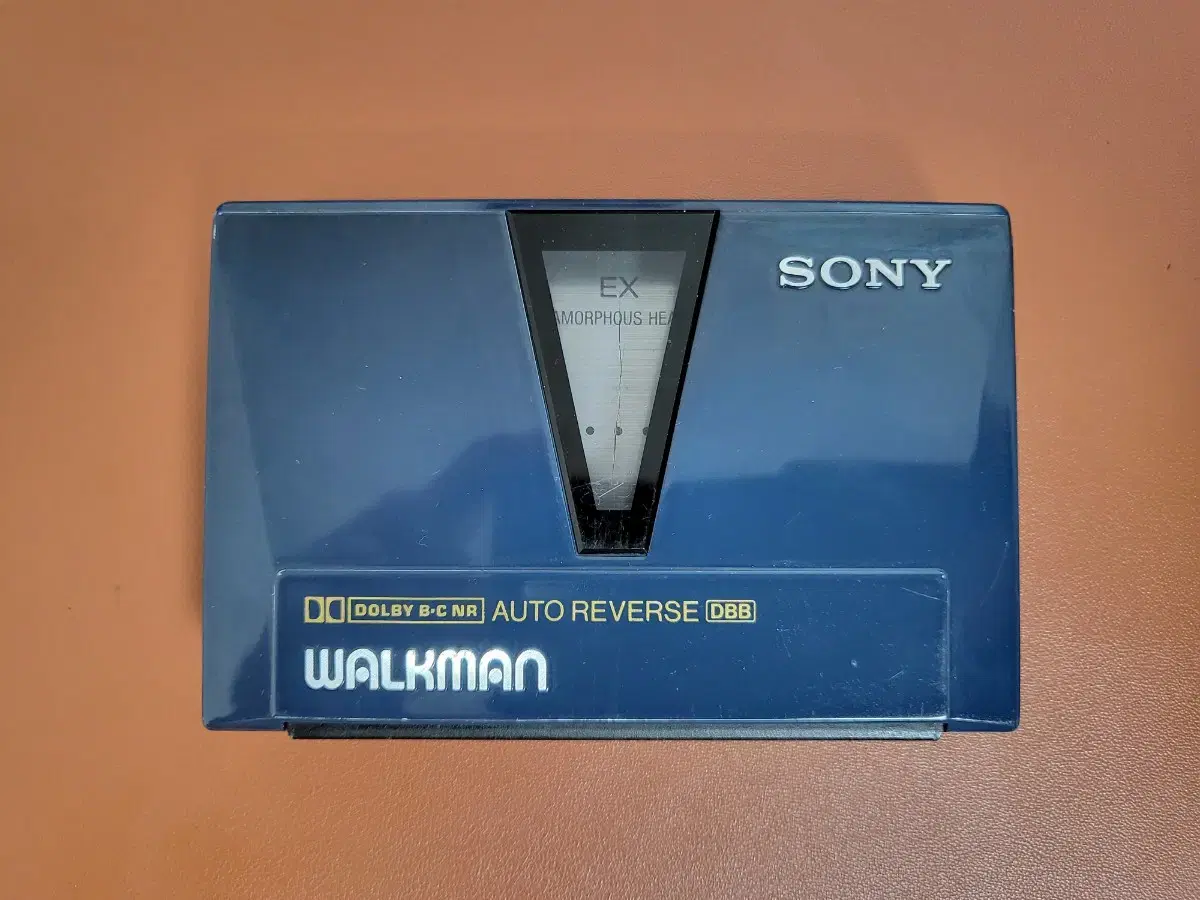 SONY
EX
AMORPHOUS HEA
DOLBY B·C NR AUTO REVERSE DBB
WALKMAN